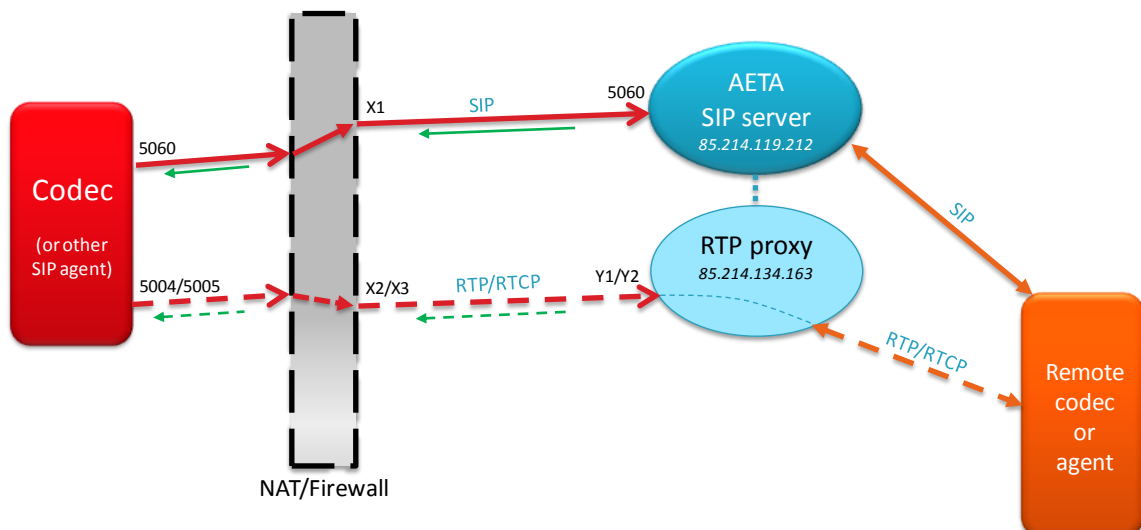 AETA
SIP server
85.214.119.212
5060
X1
SIP
5060
Codec
(or other
SIP agent)
SIP
RTP proxy
85.214.134.163
5004/5005
X2/X3
RTP/RTCP
Y1/Y2
RTP/RTCP
Remote
codec
or
agent
NAT/Firewall